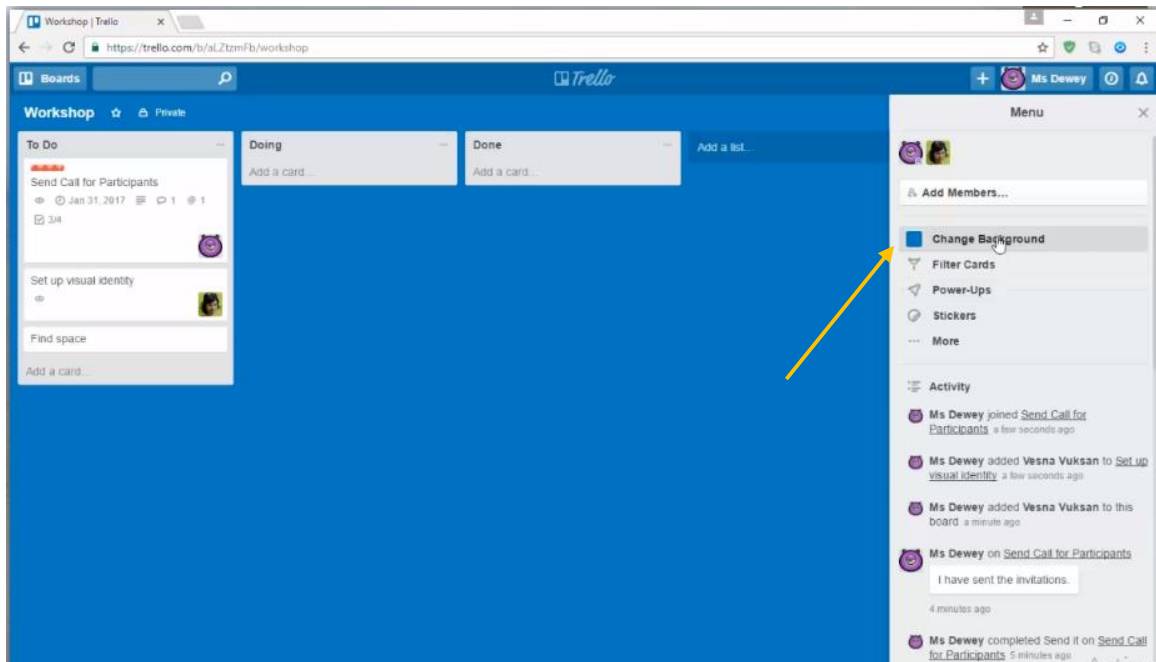 Workshop | Trello
https://trello.com/b/aLZtzmFb/workshop
Boards
Trello
Ms Dewey
Workshop
Private
Menu
To Do
Send Call for Participants
Jan 31, 2017 1 1
3/4
Set up visual identity
Find space
Add a card...
Doing
Add a card...
Done
Add a card...
Add a list...
Add Members...
Change Background
Filter Cards
Power-Ups
Stickers
More
Activity
Ms Dewey joined Send Call for
Participants a few seconds ago
Ms Dewey added Vesna Vuksan to Set up
visual identity a few seconds ago
Ms Dewey added Vesna Vuksan to this
board a minute ago
Ms Dewey on Send Call for Participants
I have sent the invitations.
4 minutes ago
Ms Dewey completed Send it on Send Call
for Participants 5 minutes ago